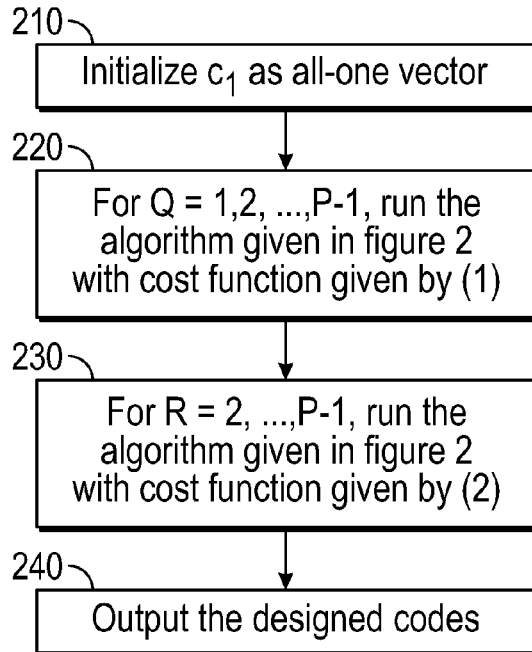 210
Initialize c₁ as all-one vector
220
For Q = 1,2, ...,P-1, run the
algorithm given in figure 2
with cost function given by (1)
230
For R = 2, ...,P-1, run the
algorithm given in figure 2
with cost function given by (2)
240
Output the designed codes